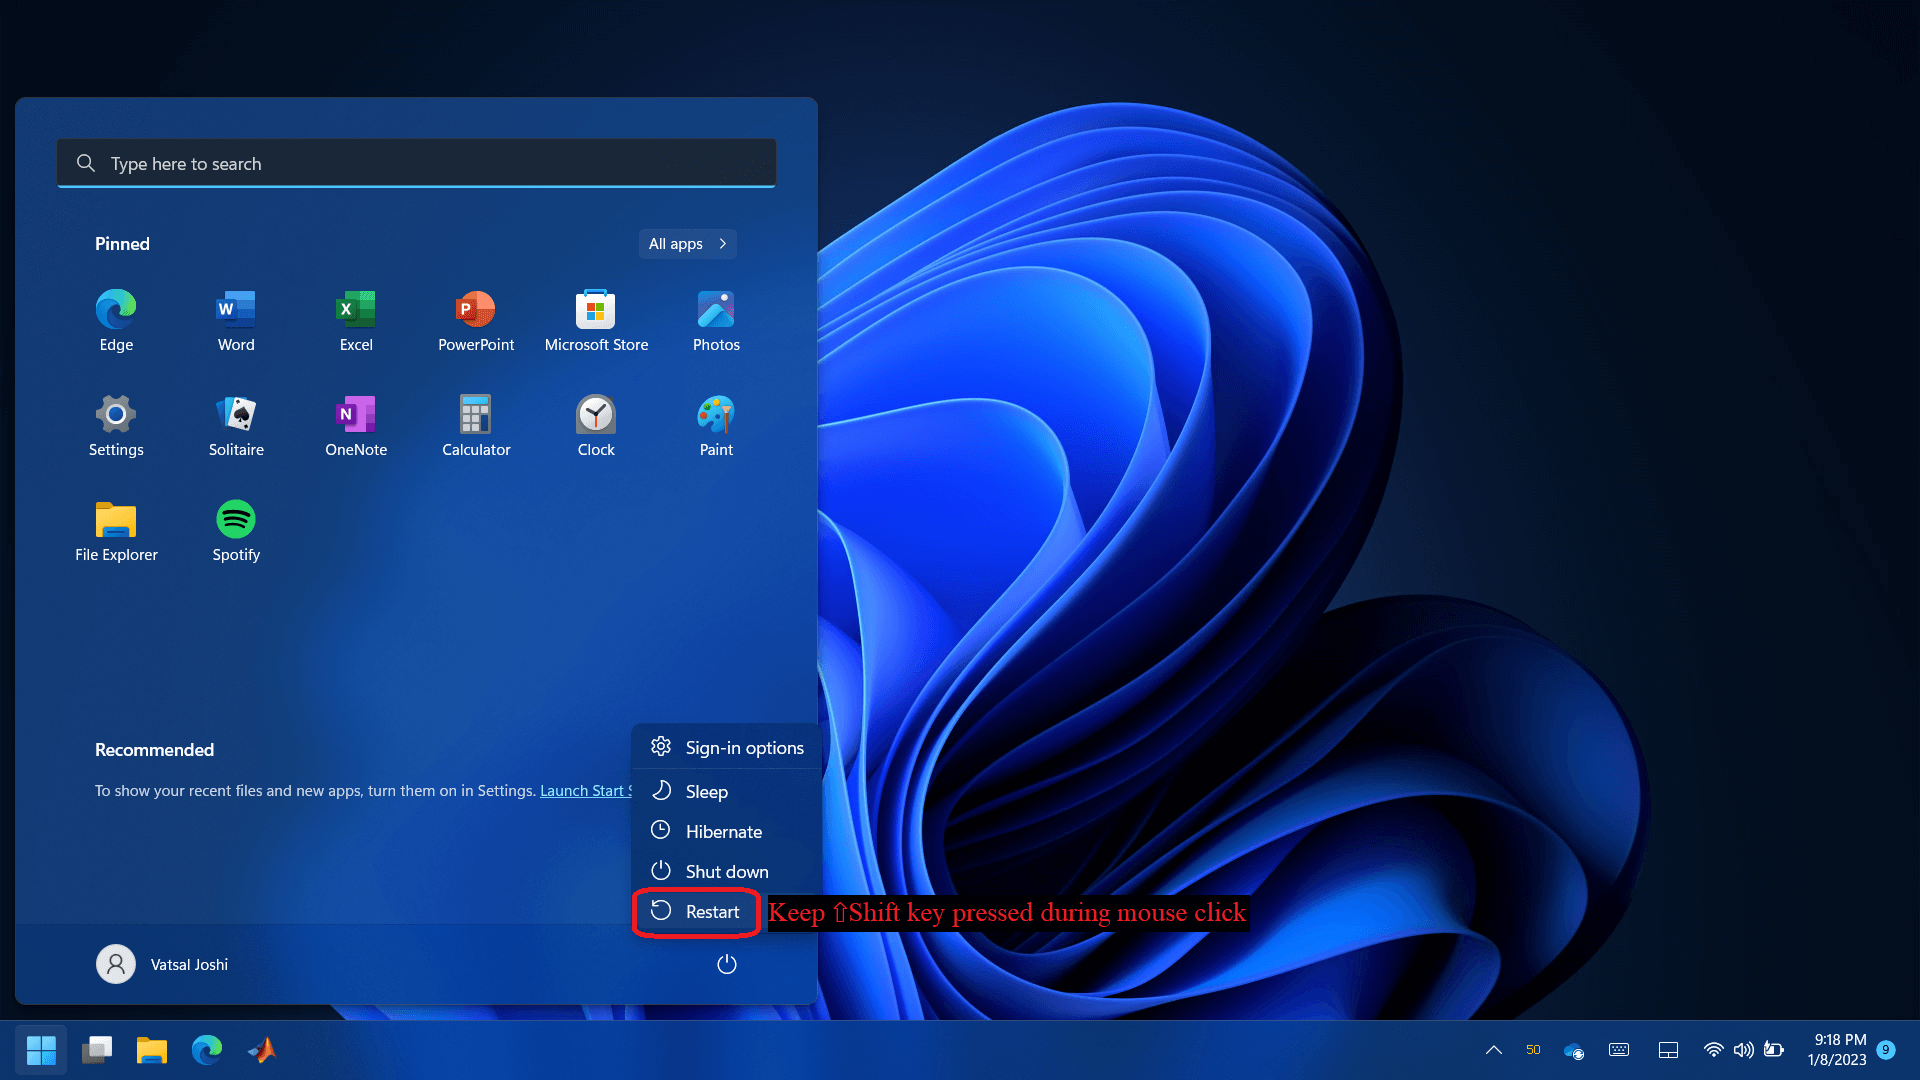 Type here to search
Pinned
All apps
Edge
Word
Excel
PowerPoint
Microsoft Store
Photos
Settings
Solitaire
OneNote
Calculator
Clock
Paint
File Explorer
Spotify
Recommended
To show your recent files and new apps, turn them on in Settings. Launch Start S
Sign-in options
Sleep
Hibernate
Shut down
Restart
Keep ⇧Shift key pressed during mouse click
Vatsal Joshi
50
9:18 PM
1/8/2023
9